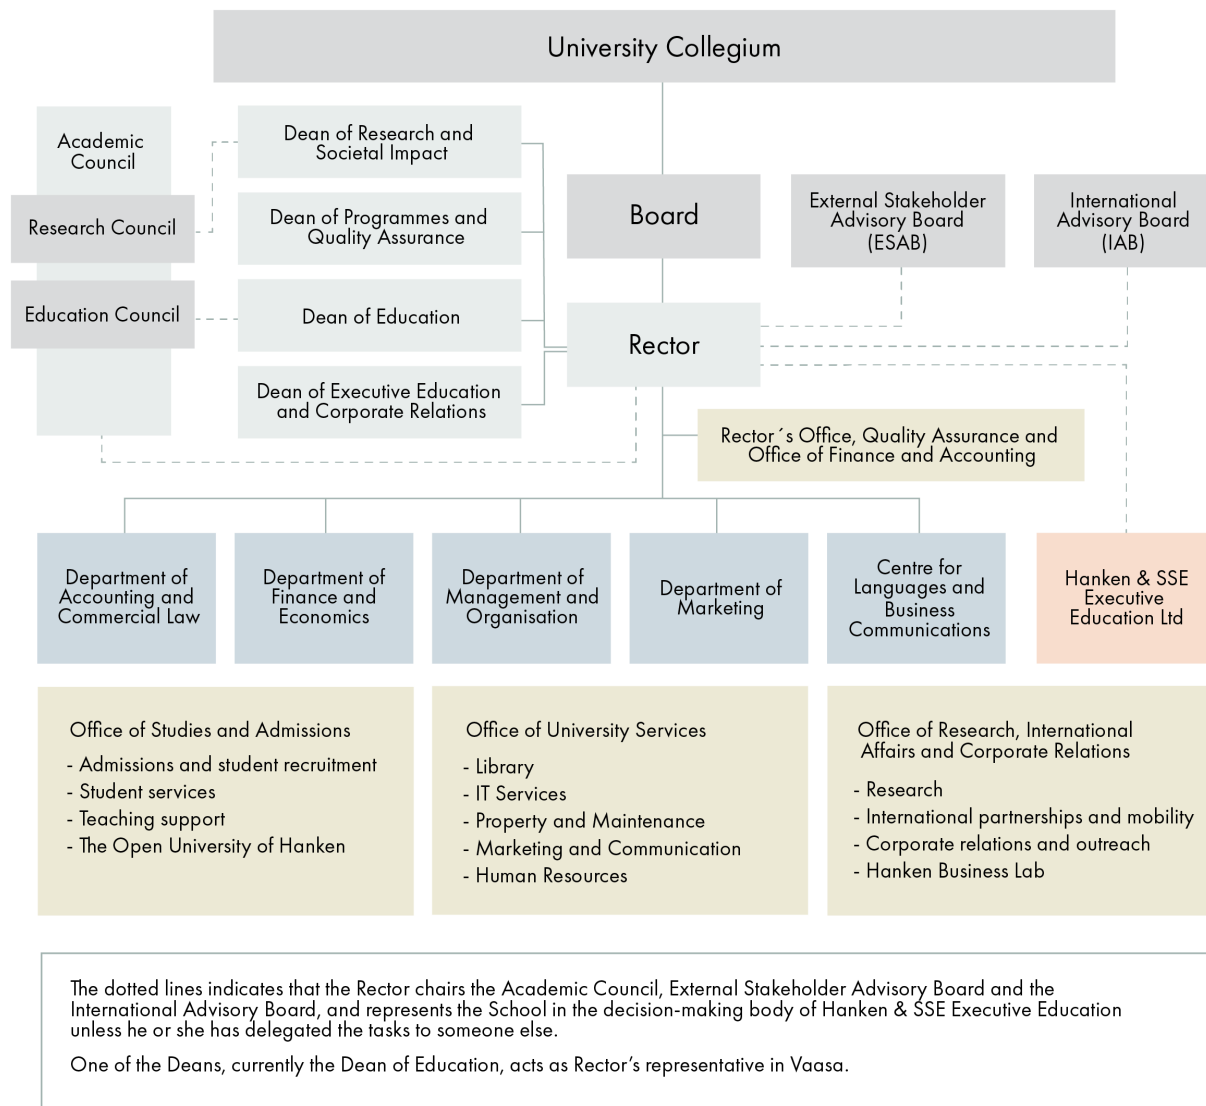 University Collegium
Academic
Council
Research Council
Education Council
Dean of Research and
Societal Impact
Dean of Programmes and
Quality Assurance
Dean of Education
Dean of Executive Education
and Corporate Relations
Board
Rector
External Stakeholder
Advisory Board
(ESAB)
International
Advisory Board
(IAB)
Rector´s Office, Quality Assurance and
Office of Finance and Accounting
Department of
Accounting and
Commercial Law
Department of
Finance and
Economics
Department of
Management and
Organisation
Department of
Marketing
Centre for
Languages and
Business
Communications
Hanken & SSE
Executive
Education Ltd
Office of Studies and Admissions
- Admissions and student recruitment
- Student services
- Teaching support
- The Open University of Hanken
Office of University Services
- Library
- IT Services
- Property and Maintenance
- Marketing and Communication
- Human Resources
Office of Research, International
Affairs and Corporate Relations
- Research
- International partnerships and mobility
- Corporate relations and outreach
- Hanken Business Lab
The dotted lines indicates that the Rector chairs the Academic Council, External Stakeholder Advisory Board and the
International Advisory Board, and represents the School in the decision-making body of Hanken & SSE Executive Education
unless he or she has delegated the tasks to someone else.
One of the Deans, currently the Dean of Education, acts as Rector’s representative in Vaasa.